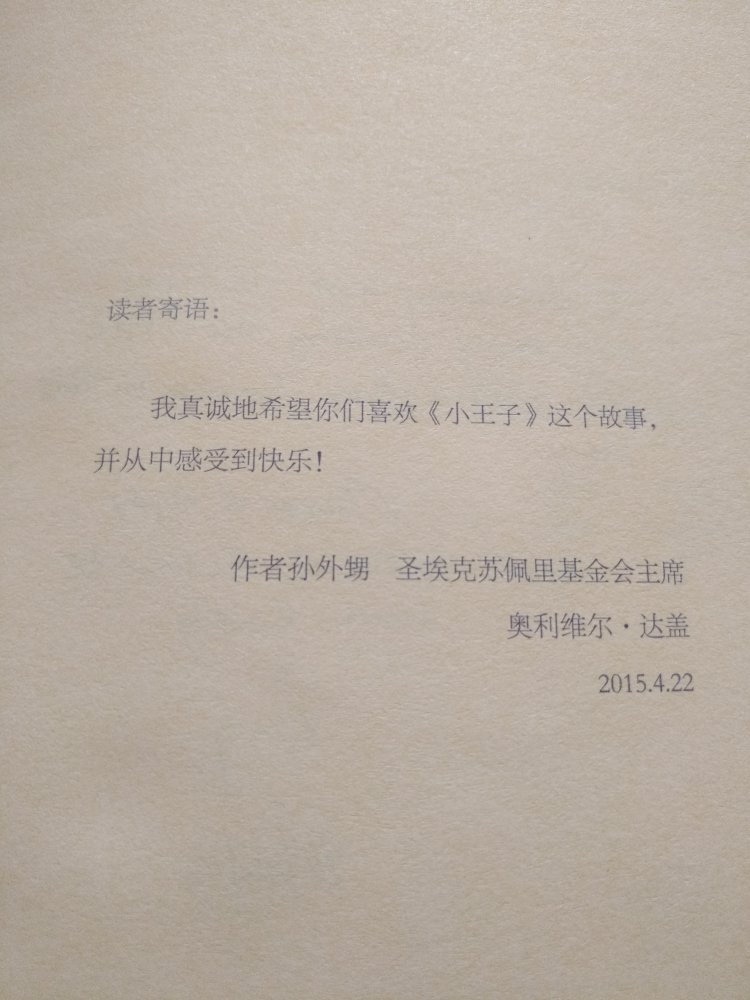 读者寄语：
我真诚地希望你们喜欢《小王子》这个故事，
并从中感受到快乐！
作者孙外甥　圣埃克苏佩里基金会主席
奥利维尔·达盖
2015.4.22